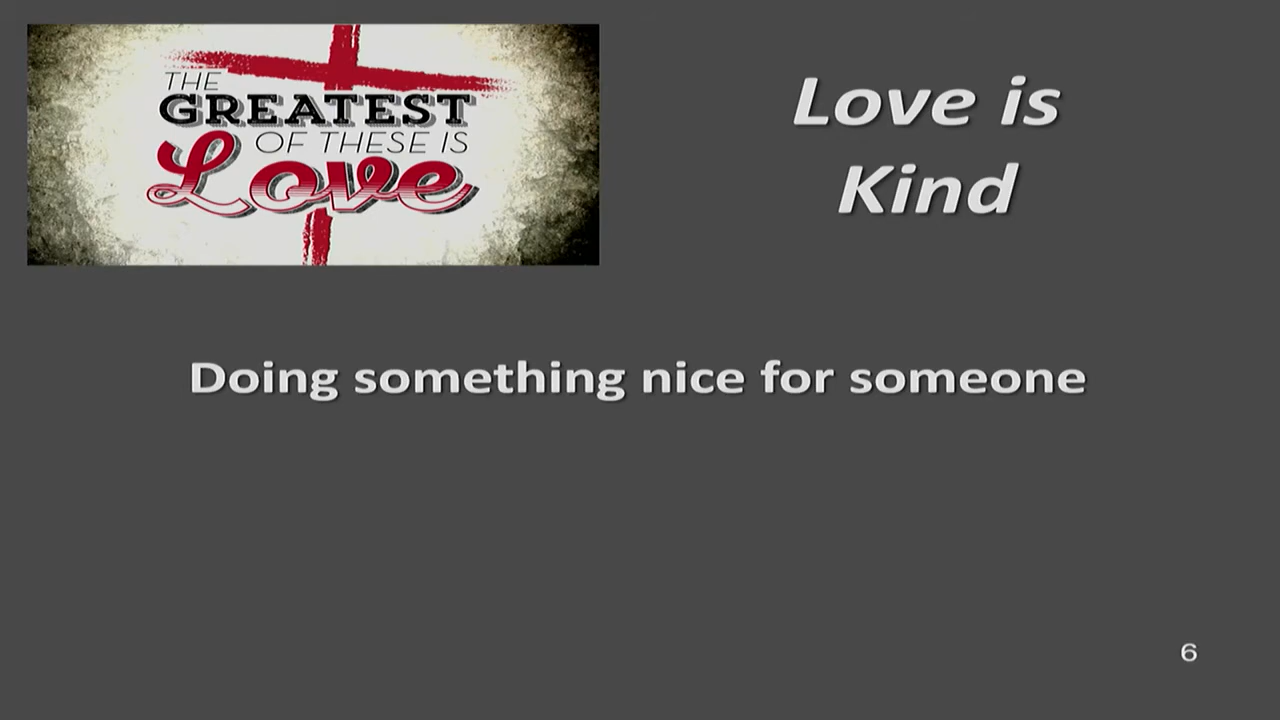 THE
GREATEST
OF THESE IS
Love
Love is
Kind
Doing something nice for someone
6